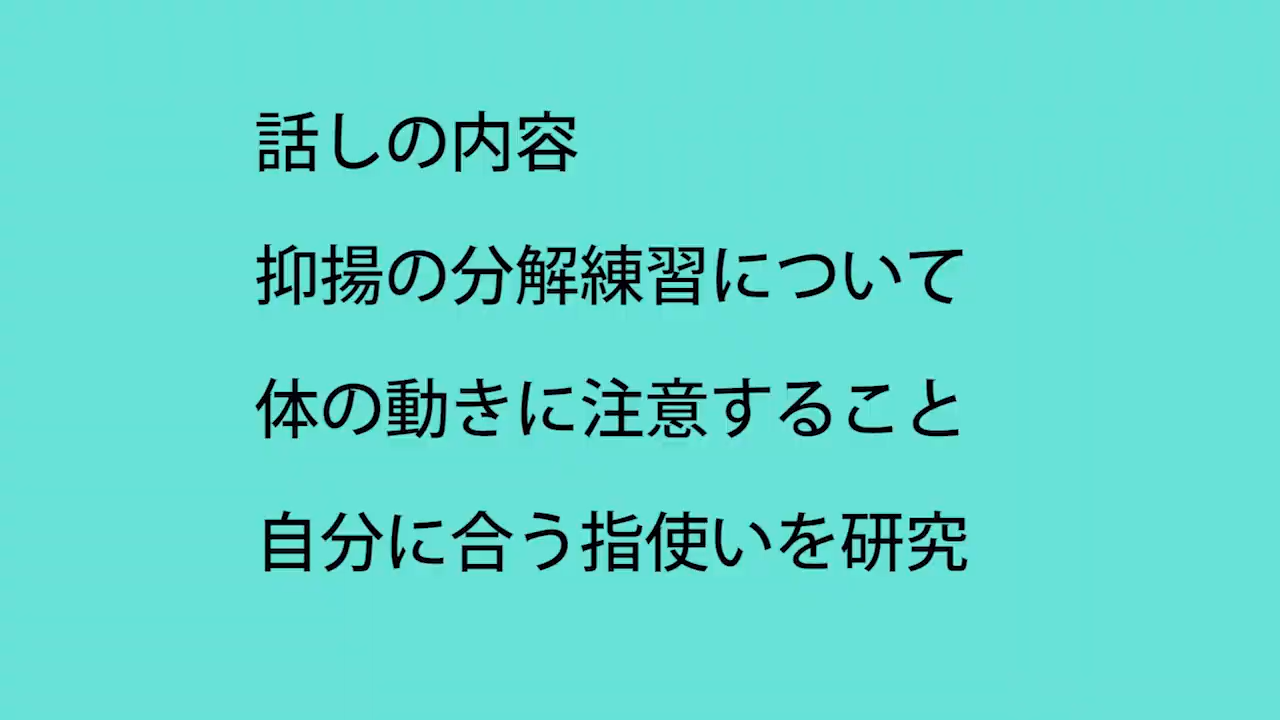 話しの内容
抑揚の分解練習について
体の動きに注意すること
自分に合う指使いを研究